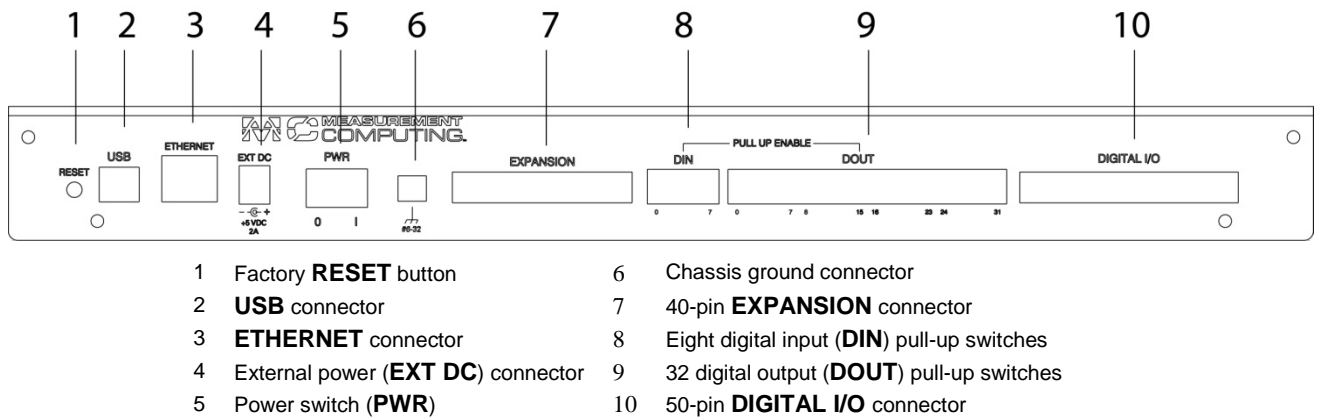 1 2 3 4 5 6 7 8 9 10
MC MEASUREMENT
COMPUTING.
RESET
USB
ETHERNET
EXT DC
- +
+5 VDC
2A
PWR
0 I
#6-32
EXPANSION
PULL UP ENABLE
DIN
0 7
DOUT
0 7 8 15 16 23 24 31
DIGITAL I/O
1 Factory RESET button
2 USB connector
3 ETHERNET connector
4 External power (EXT DC) connector
5 Power switch (PWR)
6 Chassis ground connector
7 40-pin EXPANSION connector
8 Eight digital input (DIN) pull-up switches
9 32 digital output (DOUT) pull-up switches
10 50-pin DIGITAL I/O connector